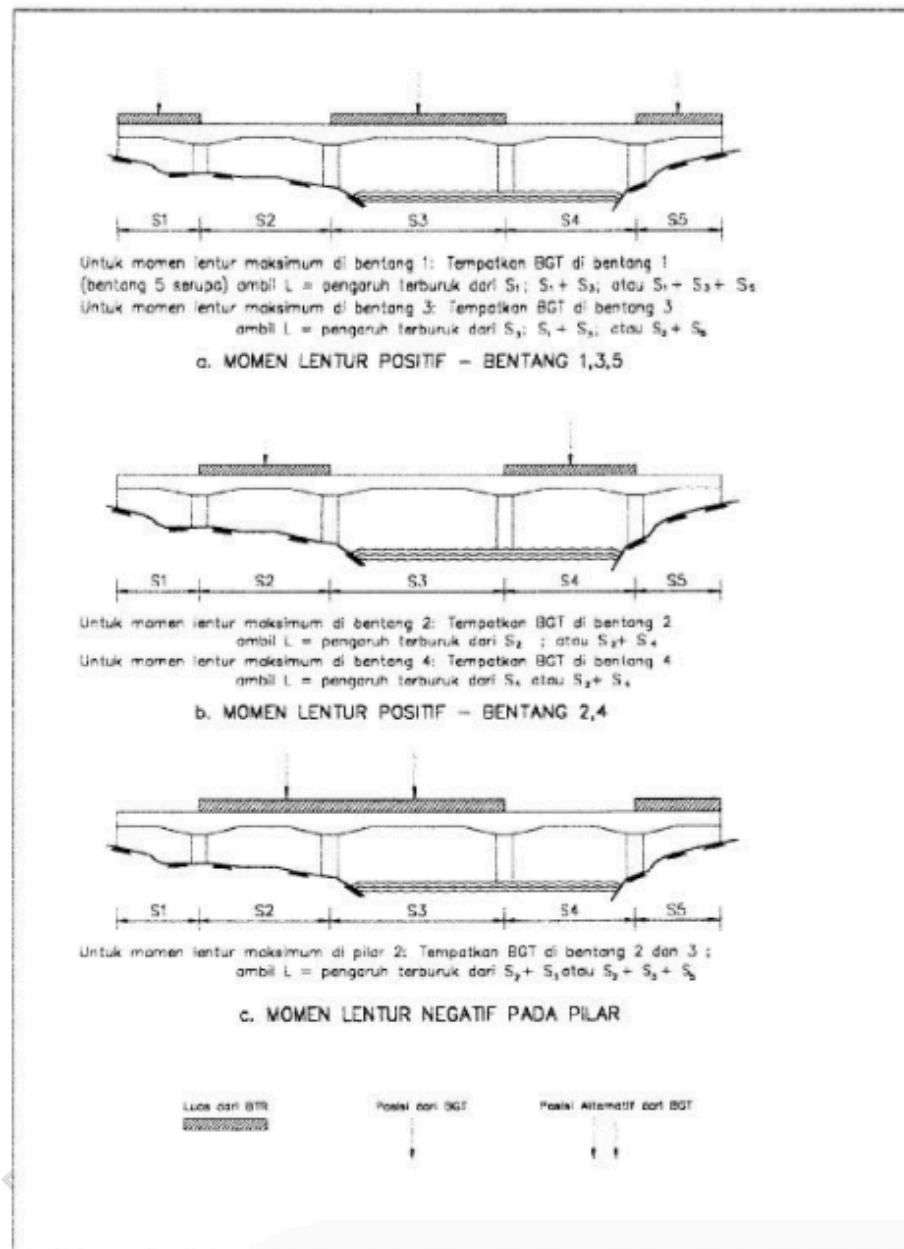 S1 S2 S3 S4 S5
Untuk momen lentur maksimum di bentang 1: Tempatkan BGT di bentang 1
(bentang 5 serupa) ambil L = pengaruh terburuk dari S₁; S₁ + S₃; atau S₁ + S₃ + S₅
Untuk momen lentur maksimum di bentang 3: Tempatkan BGT di bentang 3
ambil L = pengaruh terburuk dari S₃; S₁ + S₃; atau
a. MOMEN LENTUR POSITIF – BENTANG 1,3,5
S1 S2 S3 S4 S5
Untuk momen lentur maksimum di bentang 2: Tempatkan BGT di bentang 2
ambil L = pengaruh terburuk dari S₂ ; atau
Untuk momen lentur maksimum di bentang 4: Tempatkan BGT di bentang 4
ambil L = pengaruh terburuk dari S₄ atau S₂+ S₄
b. MOMEN LENTUR POSITIF – BENTANG 2,4
S1 S2 S3 S4 S5
Untuk momen lentur maksimum di pilar 2: Tempatkan BGT di bentang 2 dan 3 ;
ambil L = pengaruh terburuk dari S₂+ S₃ atau S₂ + S₃ + S₅
c. MOMEN LENTUR NEGATIF PADA PILAR
Luas dari BTR Posisi dari BGT Posisi Alternatif dari BGT